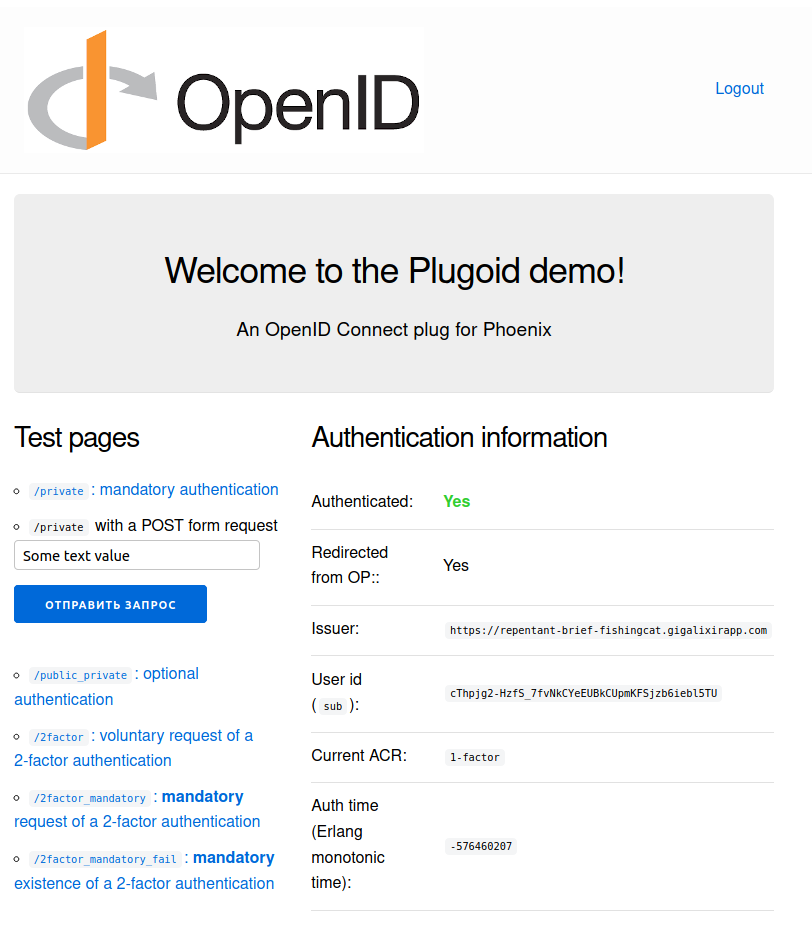 OpenID
Logout
Welcome to the Plugoid demo!
An OpenID Connect plug for Phoenix
Test pages
/private : mandatory authentication
/private with a POST form request
Some text value
ОТПРАВИТЬ ЗАПРОС
/public_private : optional
authentication
/2factor : voluntary request of a
2-factor authentication
/2factor_mandatory : mandatory
request of a 2-factor authentication
/2factor_mandatory_fail : mandatory
existence of a 2-factor authentication
Authentication information
Authenticated: Yes
Redirected
from OP:: Yes
Issuer: https://repentant-brief-fishingcat.gigalixirapp.com
User id
( sub ): cThpjg2-HzfS_7fvNkCYeEUBkCUpmKFSjzb6iebl5TU
Current ACR: 1-factor
Auth time
(Erlang
monotonic
time): -576460207